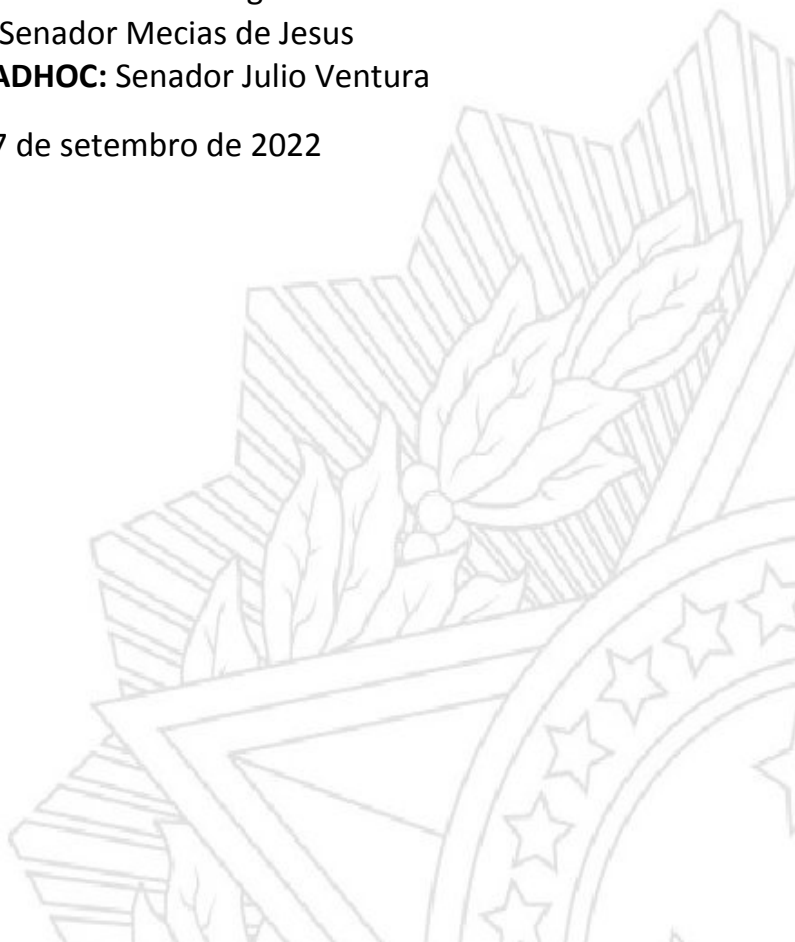 Senador Mecias de Jesus
ADHOC: Senador Julio Ventura
7 de setembro de 2022